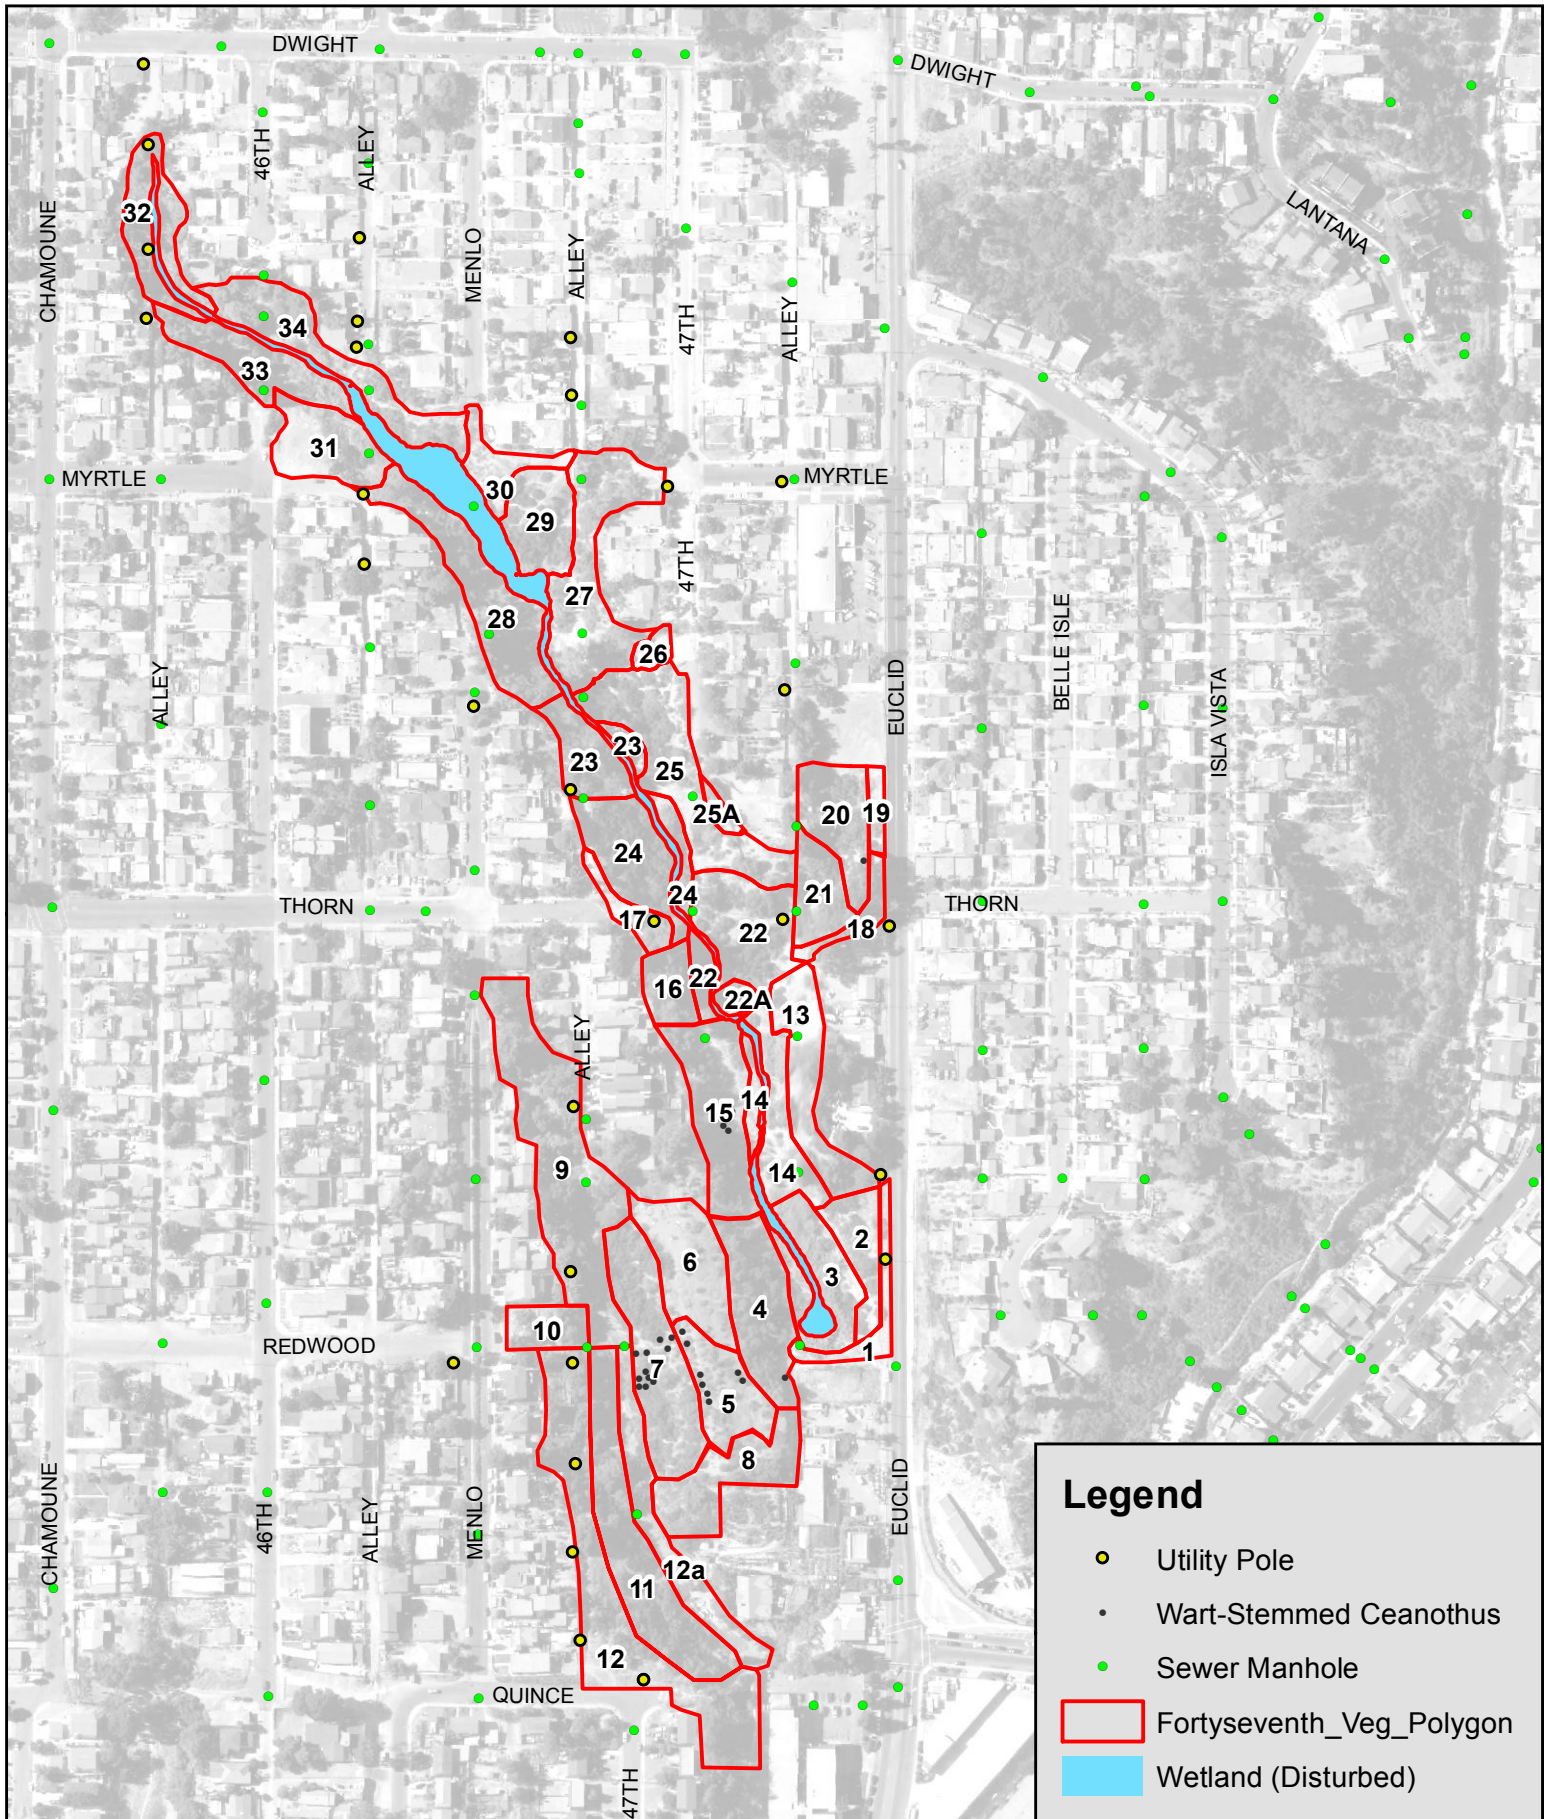 DWIGHT
DWIGHT
46TH
ALLEY
CHAMOUNE
32
LANTANA
MENLO
ALLEY
47TH
ALLEY
34
33
31
MYRTLE
30
29
MYRTLE
47TH
27
28
26
BELLE ISLE
EUCLID
ALLEY
ISLA VISTA
23
23
25
25A
20
19
24
24
21
THORN
THORN
17
22
18
16
22
22A
13
ALLEY
15
14
9
14
2
6
3
4
10
REDWOOD
1
7
5
8
CHAMOUNE
46TH
ALLEY
MENLO
EUCLID
12a
11
12
QUINCE
47TH
Legend
Utility Pole
Wart-Stemmed Ceanothus
Sewer Manhole
Fortyseventh_Veg_Polygon
Wetland (Disturbed)